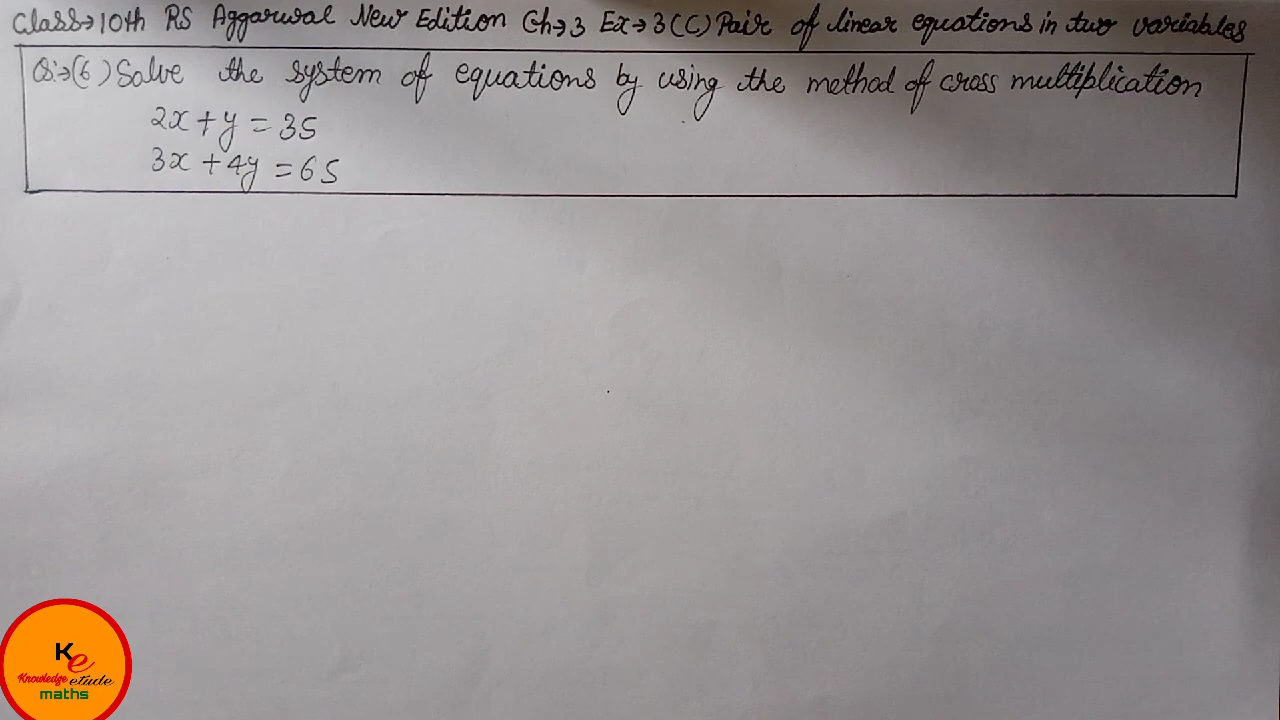 Class→10th RS Aggarwal New Edition Ch→3 Ex→3(C) Pair of linear equations in two variables
Q:→(6) Solve the system of equations by using the method of cross multiplication
2x + y = 35
3x + 4y = 65
Ke
Knowledge etude
maths